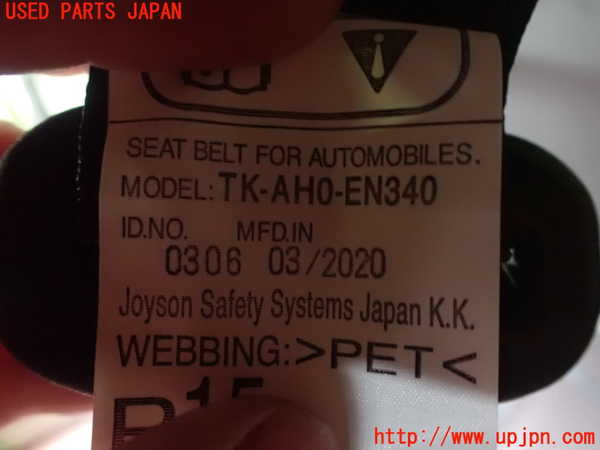 USED PARTS JAPAN
SEAT BELT FOR AUTOMOBILES.
MODEL: TK-AH0-EN340
ID.NO. MFD.IN
0306 03/2020
Joyson Safety Systems Japan K.K.
WEBBING: >PET<
http://www.upjpn.com/